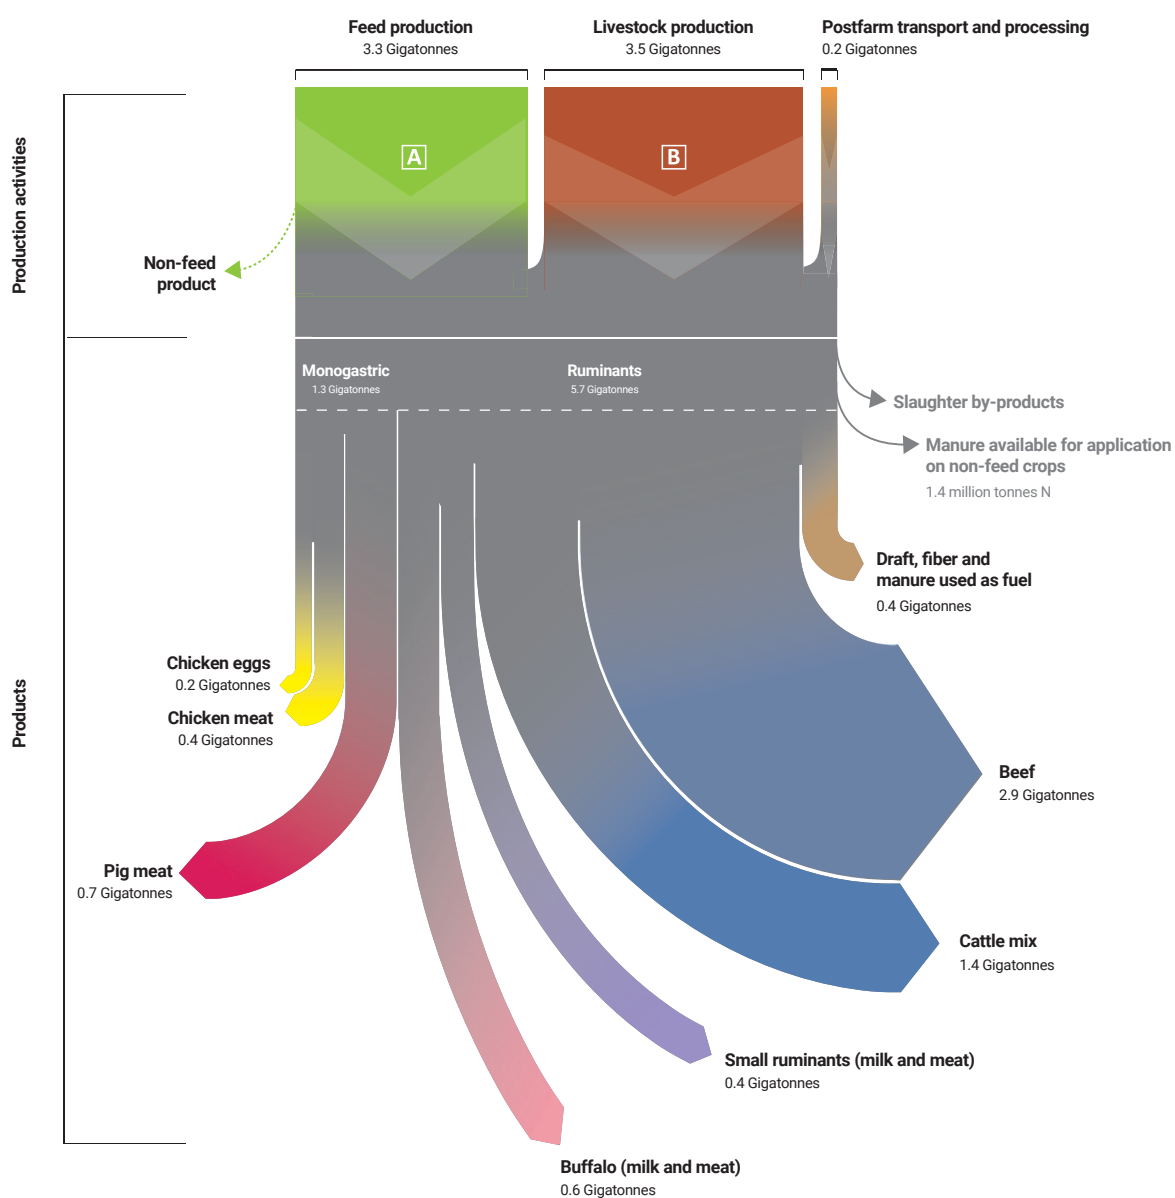 Feed production
3.3 Gigatonnes
Livestock production
3.5 Gigatonnes
Postfarm transport and processing
0.2 Gigatonnes
Production activities
A
B
Non-feed
product
Monogastric
1.3 Gigatonnes
Ruminants
5.7 Gigatonnes
Slaughter by-products
Manure available for application
on non-feed crops
1.4 million tonnes N
Draft, fiber and
manure used as fuel
0.4 Gigatonnes
Products
Chicken eggs
0.2 Gigatonnes
Chicken meat
0.4 Gigatonnes
Pig meat
0.7 Gigatonnes
Beef
2.9 Gigatonnes
Cattle mix
1.4 Gigatonnes
Small ruminants (milk and meat)
0.4 Gigatonnes
Buffalo (milk and meat)
0.6 Gigatonnes